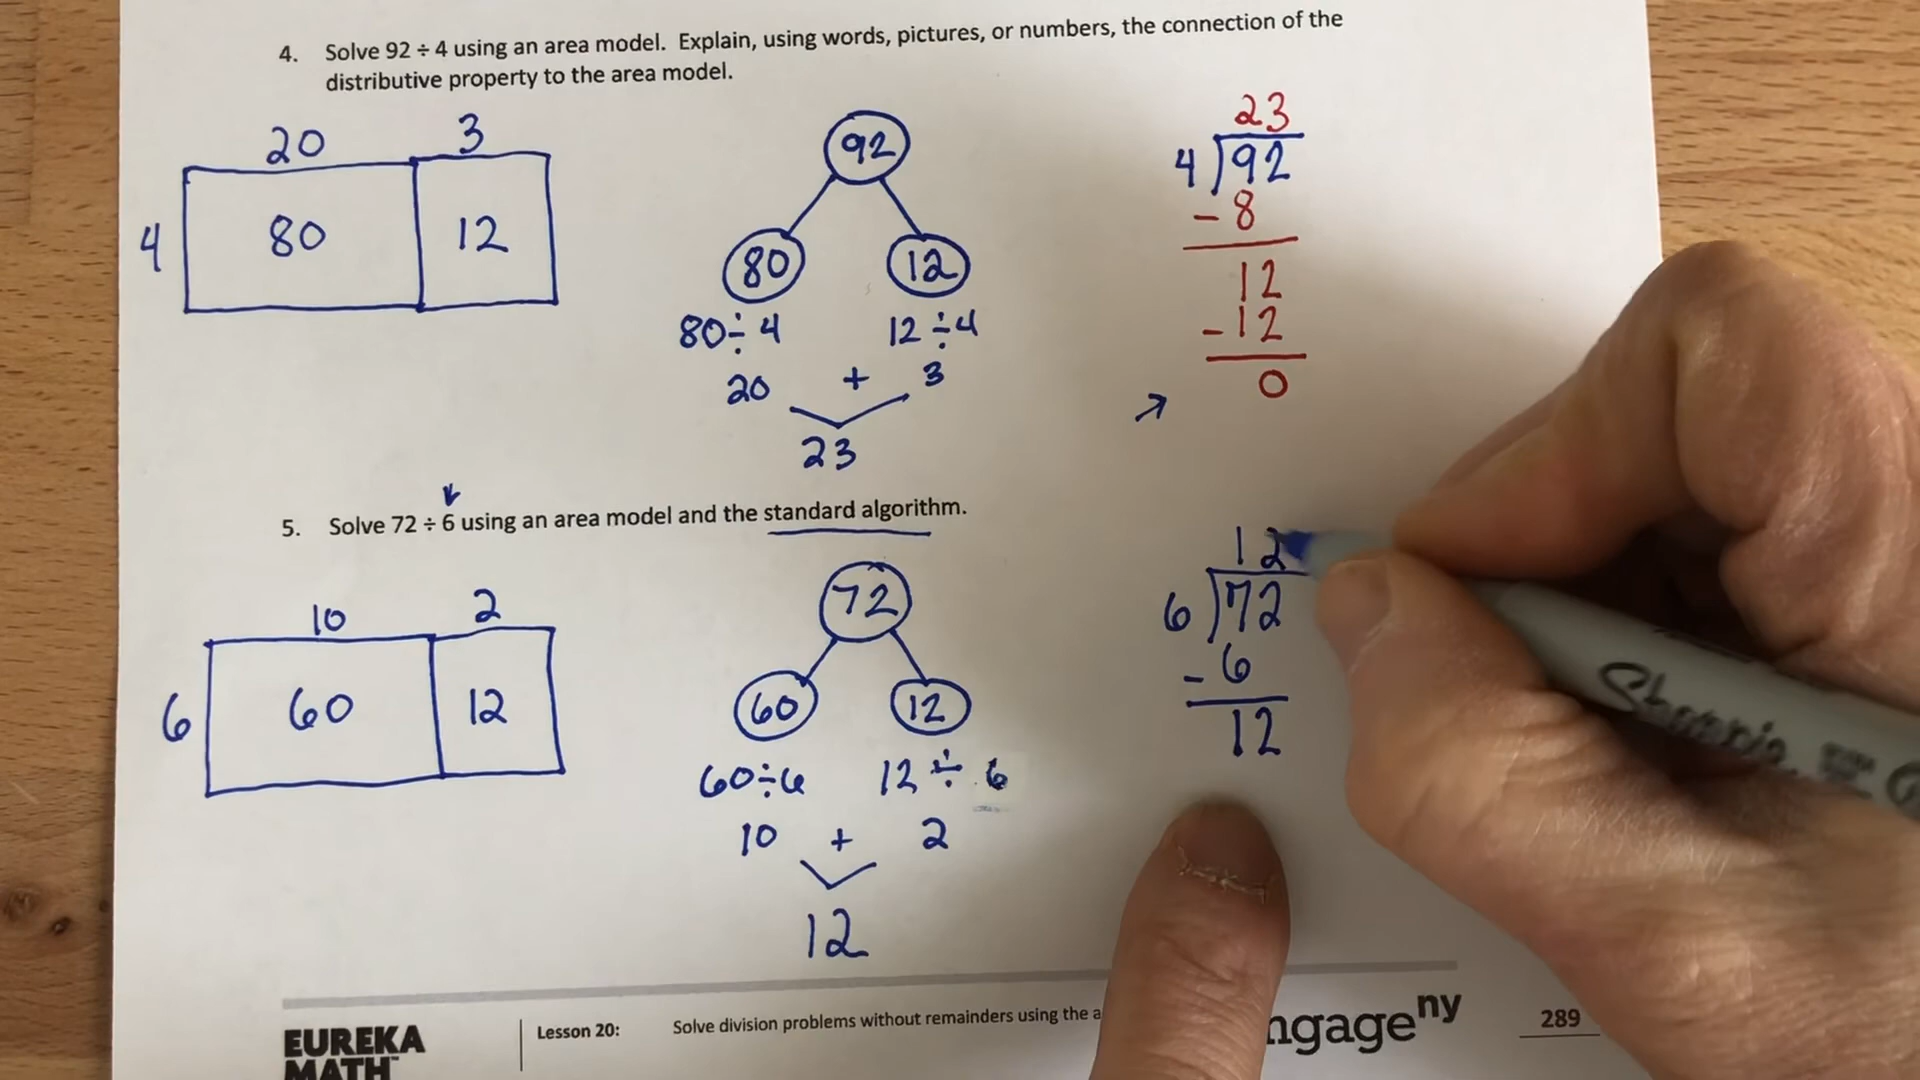 4. Solve 92 ÷ 4 using an area model. Explain, using words, pictures, or numbers, the connection of the
distributive property to the area model.
20 3
4 80 12
92
80 12
80÷4 12÷4
20 + 3
23
23
4)92
-8
12
-12
0
5. Solve 72 ÷ 6 using an area model and the standard algorithm.
10 2
6 60 12
72
60 12
60÷6 12÷6
10 + 2
12
12
6)72
-6
12
Sharpie
EUREKA
MATH™
Lesson 20: Solve division problems without remainders using the
ngageny
289